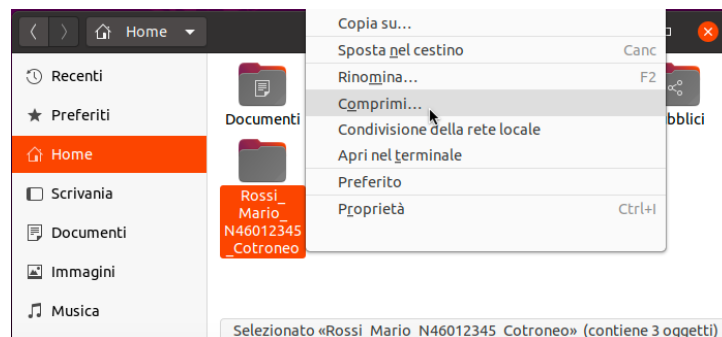 Home
Recenti
Preferiti
Home
Scrivania
Documenti
Immagini
Musica
Documenti
Rossi_
Mario_
N46012345
_Cotroneo
Copia su...
Sposta nel cestino Canc
Rinomina... F2
Comprimi...
Condivisione della rete locale
Apri nel terminale
Preferito
Proprietà Ctrl+I
bblici
Selezionato «Rossi_Mario_N46012345_Cotroneo» (contiene 3 oggetti)